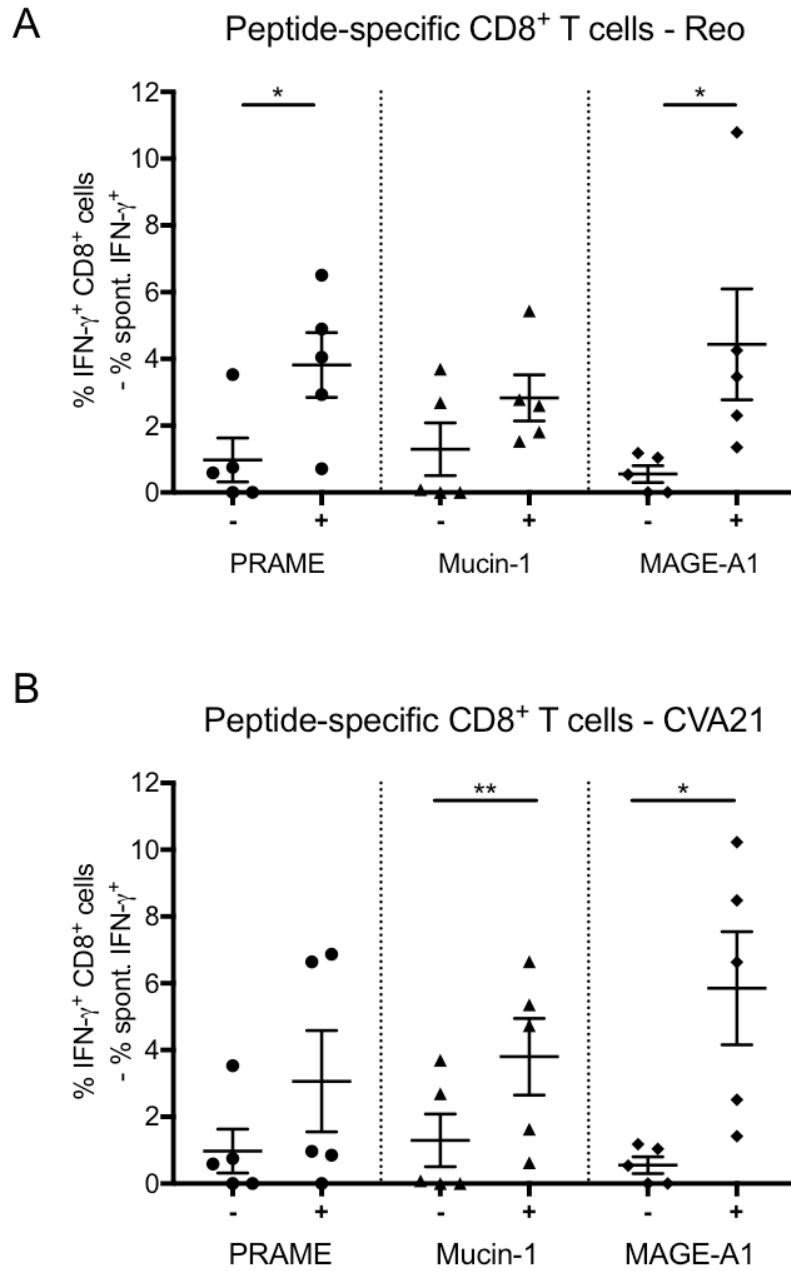 A
Peptide-specific CD8⁺ T cells - Reo
% IFN-γ⁺ CD8⁺ cells
- % spont. IFN-γ⁺
12
10
8
6
4
2
0
*
*
- + - + - +
PRAME Mucin-1 MAGE-A1
B
Peptide-specific CD8⁺ T cells - CVA21
% IFN-γ⁺ CD8⁺ cells
- % spont. IFN-γ⁺
12
10
8
6
4
2
0
**
*
- + - + - +
PRAME Mucin-1 MAGE-A1